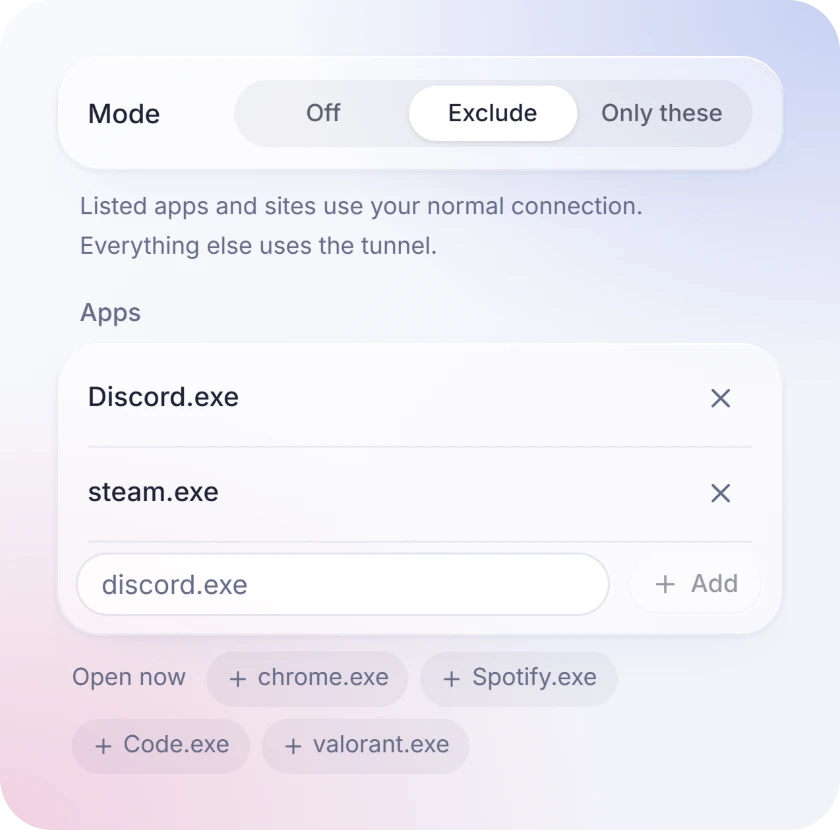 Mode Off Exclude Only these
Listed apps and sites use your normal connection.
Everything else uses the tunnel.
Apps
Discord.exe
steam.exe
discord.exe + Add
Open now + chrome.exe + Spotify.exe
+ Code.exe + valorant.exe